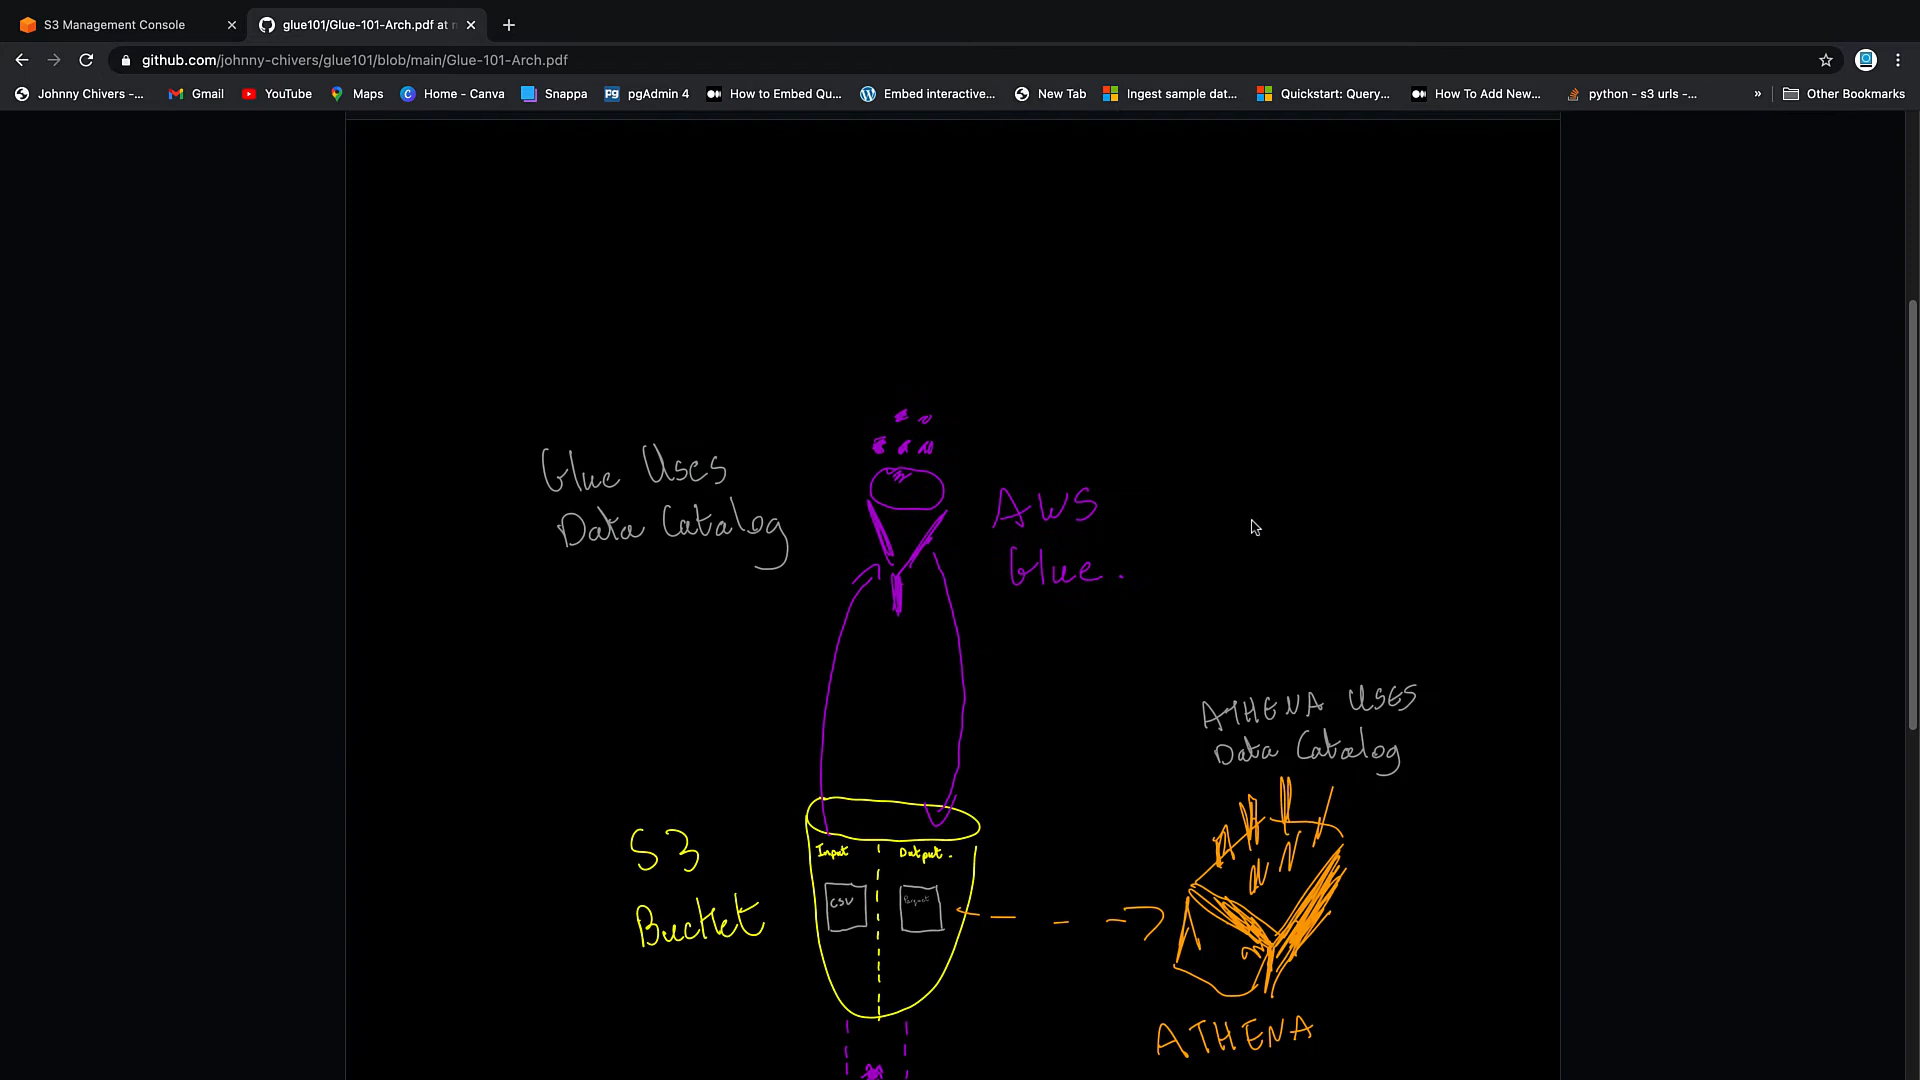 S3 Management Console
glue101/Glue-101-Arch.pdf at m
github.com/johnny-chivers/glue101/blob/main/Glue-101-Arch.pdf
Johnny Chivers -...
Gmail
YouTube
Maps
Home - Canva
Snappa
pgAdmin 4
How to Embed Qu...
Embed interactive...
New Tab
Ingest sample dat...
Quickstart: Query,...
How To Add New...
python - s3 urls -...
»
Other Bookmarks
Glue Uses
Data Catalog
AWS
Glue.
ATHENA USES
Data Catalog
S3
Bucket
Input
Output.
CSV
Parquet
ATHENA